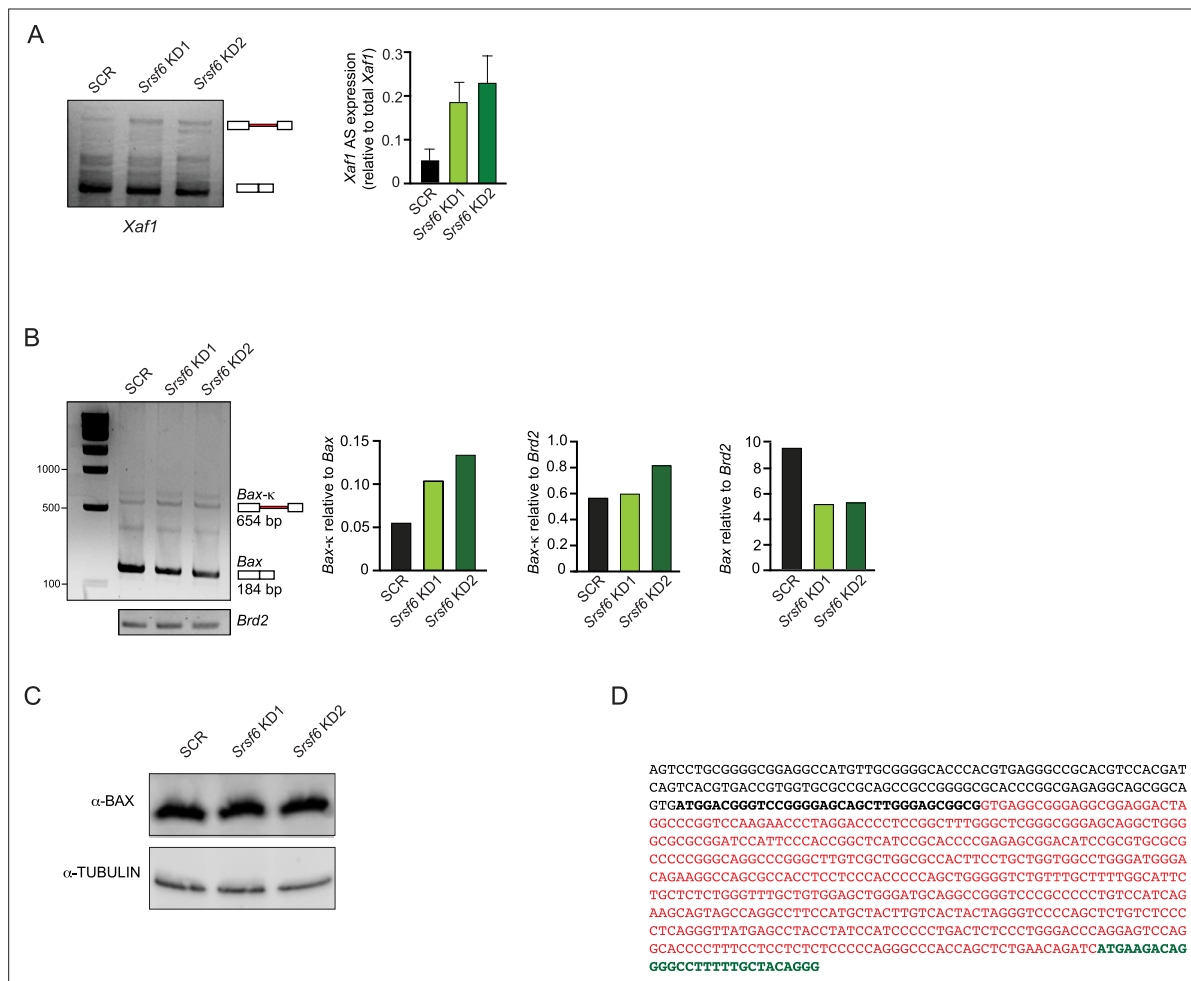 A
SCR
Srsf6 KD1
Srsf6 KD2
Xaf1
Xaf1 AS expression
(relative to total Xaf1)
0.3
0.2
0.1
0
SCR
Srsf6 KD1
Srsf6 KD2
B
SCR
Srsf6 KD1
Srsf6 KD2
1000
500
100
Bax-κ
654 bp
Bax
184 bp
Brd2
Bax-κ relative to Bax
0.15
0.10
0.05
0
SCR
Srsf6 KD1
Srsf6 KD2
Bax-κ relative to Brd2
1.0
0.8
0.6
0.4
0.2
0
SCR
Srsf6 KD1
Srsf6 KD2
Bax relative to Brd2
10
8
6
4
2
0
SCR
Srsf6 KD1
Srsf6 KD2
C
SCR
Srsf6 KD1
Srsf6 KD2
α-BAX
α-TUBULIN
D
AGTCCTGCGGGGCGGAGGCCATGTTGCGGGGCACCCACGTGAGGGCCGCACGTCCACGAT
CAGTCACGTGACCGTGGTGCGCCGCAGCCGCCGGGGCGCACCCGGCGAGAGGCAGCGGCA
GTGATGGACGGGTCCGGGGAGCAGCTTGGGAGCGGCGGTGAGGCGGGAGGCGGAGGACTA
GGCCCGGTCCAAGAACCCTAGGACCCCTCCGGCTTTGGGCTCGGGCGGGAGCAGGCTGGG
GCGCGCGGATCCATTCCCACCGGCTCATCCGCACCCCGAGAGCGGACATCCGCGTGCGCG
CCCCCGGGCAGGCCCGGGCTTGTCGCTGGCGCCACTTCCTGCTGGTGGCCTGGGATGGGA
CAGAAGGCCAGCGCCACCTCCTCCCACCCCCAGCTGGGGGTCTGTTTGCTTTTGGCATTC
TGCTCTCTGGGTTTGCTGTGGAGCTGGGATGCAGGCCGGGTCCCGCCCCCTGTCCATCAG
AAGCAGTAGCCAGGCCTTCCATGCTACTTGTCACTACTAGGGTCCCCAGCTCTGTCTCCC
CTCAGGGTTATGAGCCTACCTATCCATCCCCCTGACTCTCCCTGGGACCCAGGAGTCCAG
GCACCCCTTTCCTCCTCTCTCCCCCAGGGCCCACCAGCTCTGAACAGATCATGAAGACAG
GGGCCTTTTTGCTACAGGG